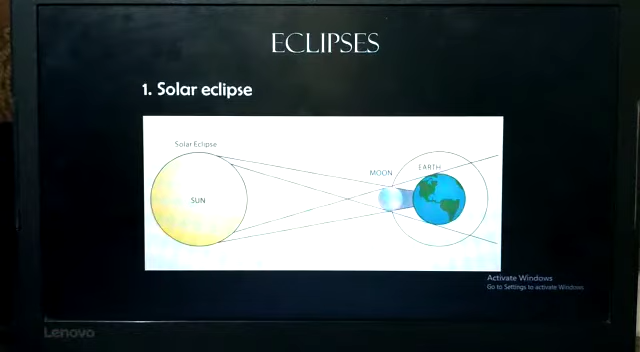 ECLIPSES
1. Solar eclipse
Solar Eclipse
MOON
EARTH
SUN
Activate Windows
Go to Settings to activate Windows.
Lenovo